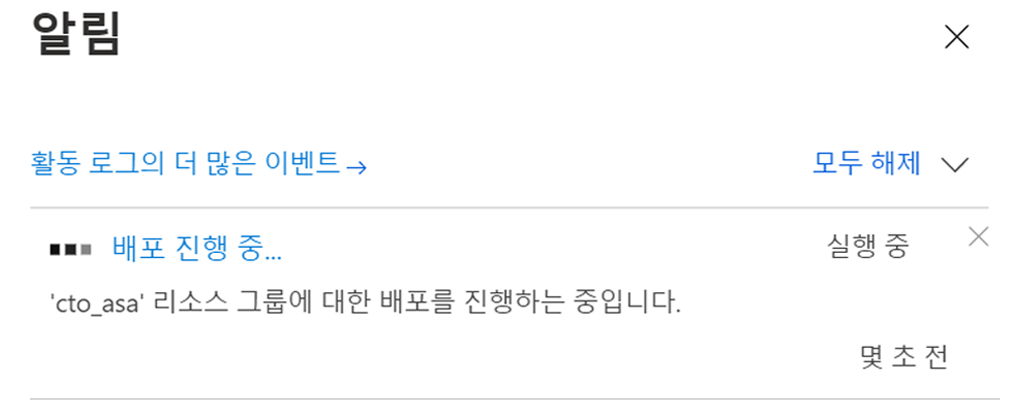 알림
활동 로그의 더 많은 이벤트→
모두 해제
배포 진행 중...
실행 중
'cto_asa' 리소스 그룹에 대한 배포를 진행하는 중입니다.
몇 초 전